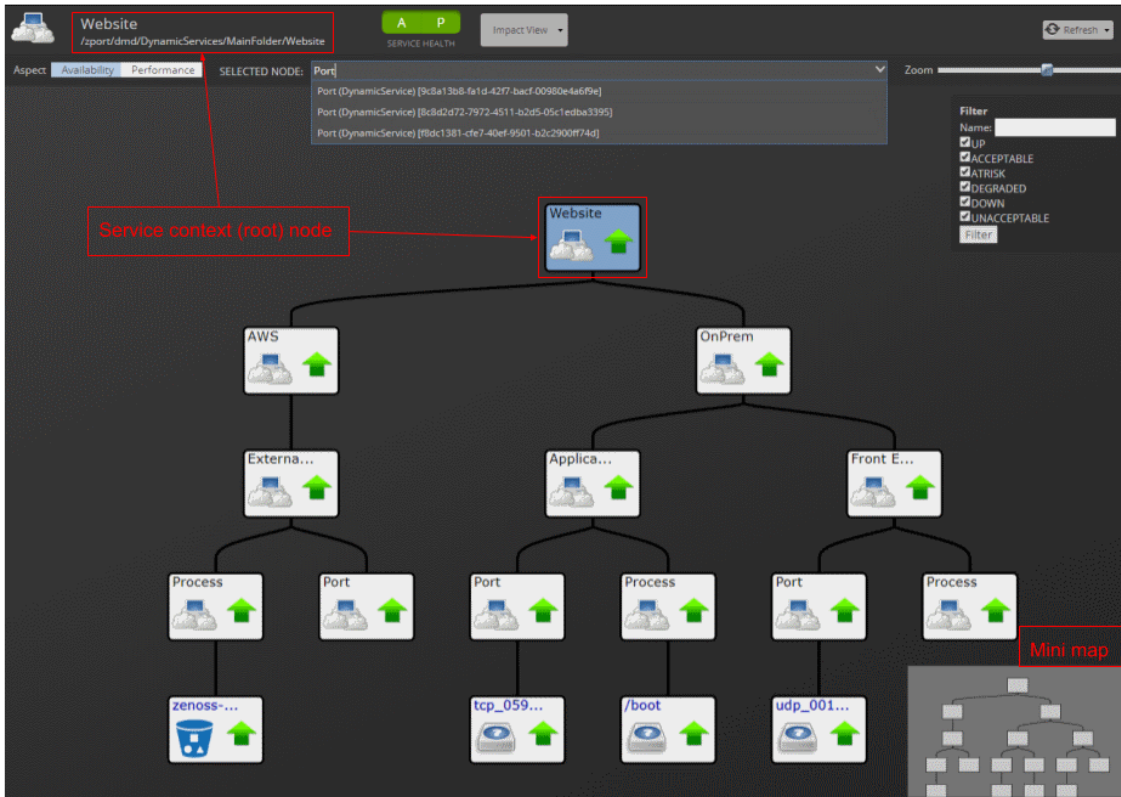 Website
/zport/dmd/DynamicServices/MainFolder/Website
A P
SERVICE HEALTH
Impact View
Refresh
Aspect Availability Performance
SELECTED NODE: Port
Zoom
Port (DynamicService) [9c8a13b8-fa1d-42f7-bacf-00980e4a6f9e]
Port (DynamicService) [8c8d2d72-7972-4511-b2d5-05c1edba3395]
Port (DynamicService) [f8dc1381-cfe7-40ef-9501-b2c2900ff74d]
Filter
Name:
UP
ACCEPTABLE
ATRISK
DEGRADED
DOWN
UNACCEPTABLE
Filter
Service context (root) node
Website
AWS
OnPrem
Externa...
Applica...
Front E...
Process
Port
Port
Process
Port
Process
Mini map
zenoss-...
tcp_059...
/boot
udp_001...